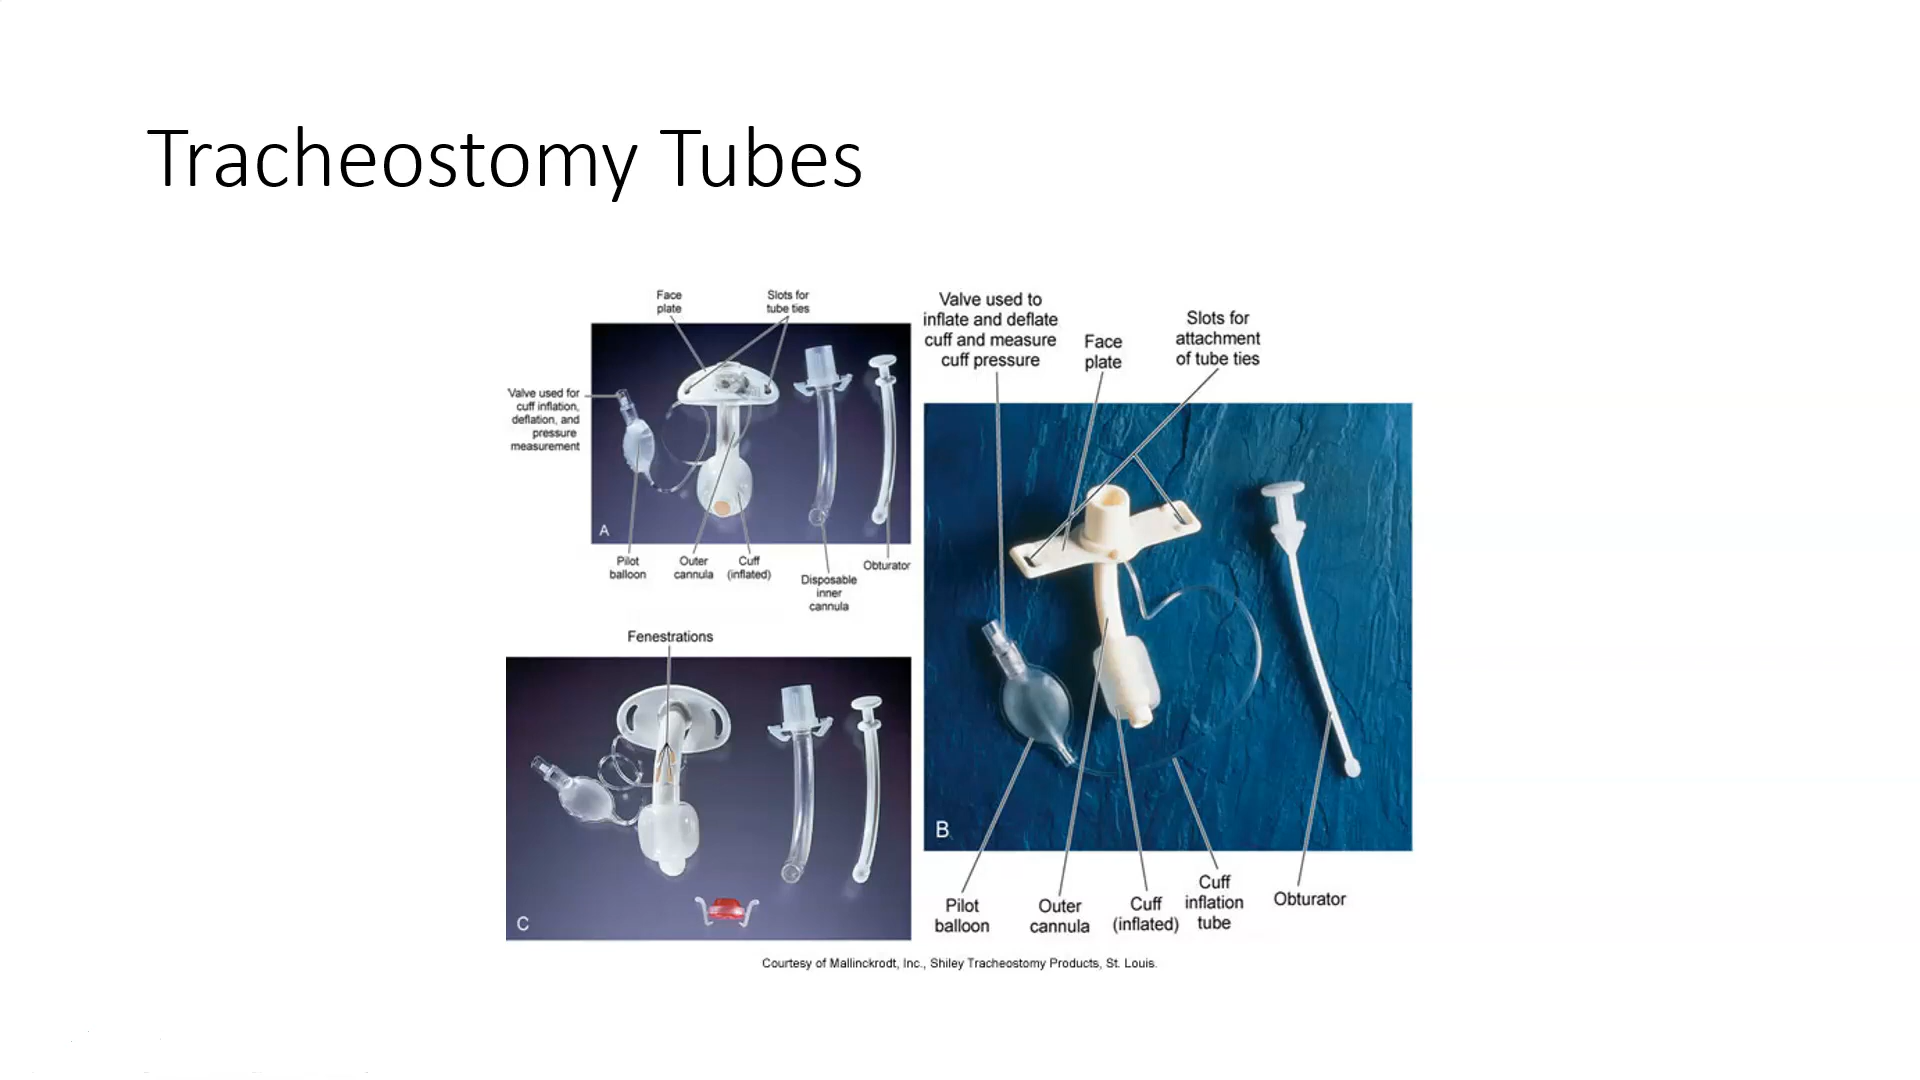 Tracheostomy Tubes
Face
plate
Slots for
tube ties
Valve used for
cuff inflation,
deflation, and
pressure
measurement
A
Pilot
balloon
Outer
cannula
Cuff
(inflated)
Disposable
inner
cannula
Obturator
Valve used to
inflate and deflate
cuff and measure
cuff pressure
Face
plate
Slots for
attachment
of tube ties
B
Pilot
balloon
Outer
cannula
Cuff
(inflated)
Cuff
inflation
tube
Obturator
Fenestrations
C
Courtesy of Mallinckrodt, Inc., Shiley Tracheostomy Products, St. Louis.